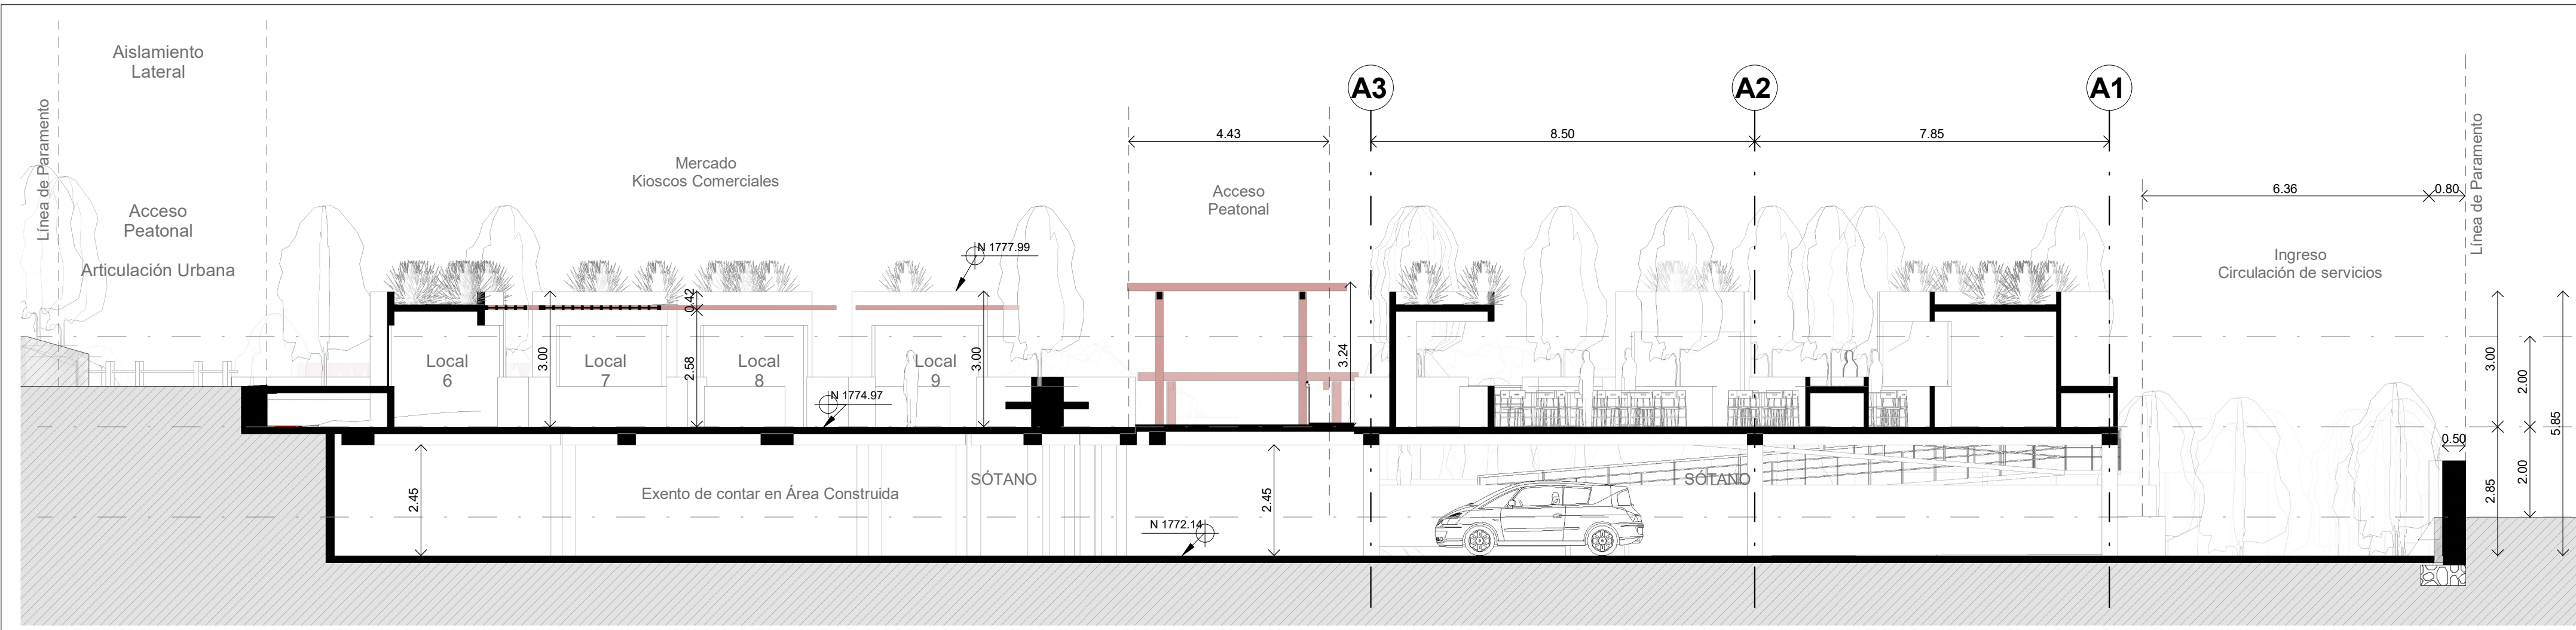 Aislamiento
Lateral
Línea de Paramento
Acceso
Peatonal
Articulación Urbana
Mercado
Kioscos Comerciales
N 1777.99
4.43
Acceso
Peatonal
A3
A2
A1
8.50
7.85
6.36
0.80
Línea de Paramento
Ingreso
Circulación de servicios
Local
6
3.00
Local
7
0.42
2.58
Local
8
N 1774.97
Local
9
3.00
3.24
3.00
2.00
5.85
0.50
2.00
2.85
2.45
Exento de contar en Área Construida
SÓTANO
N 1772.14
2.45
SÓTANO